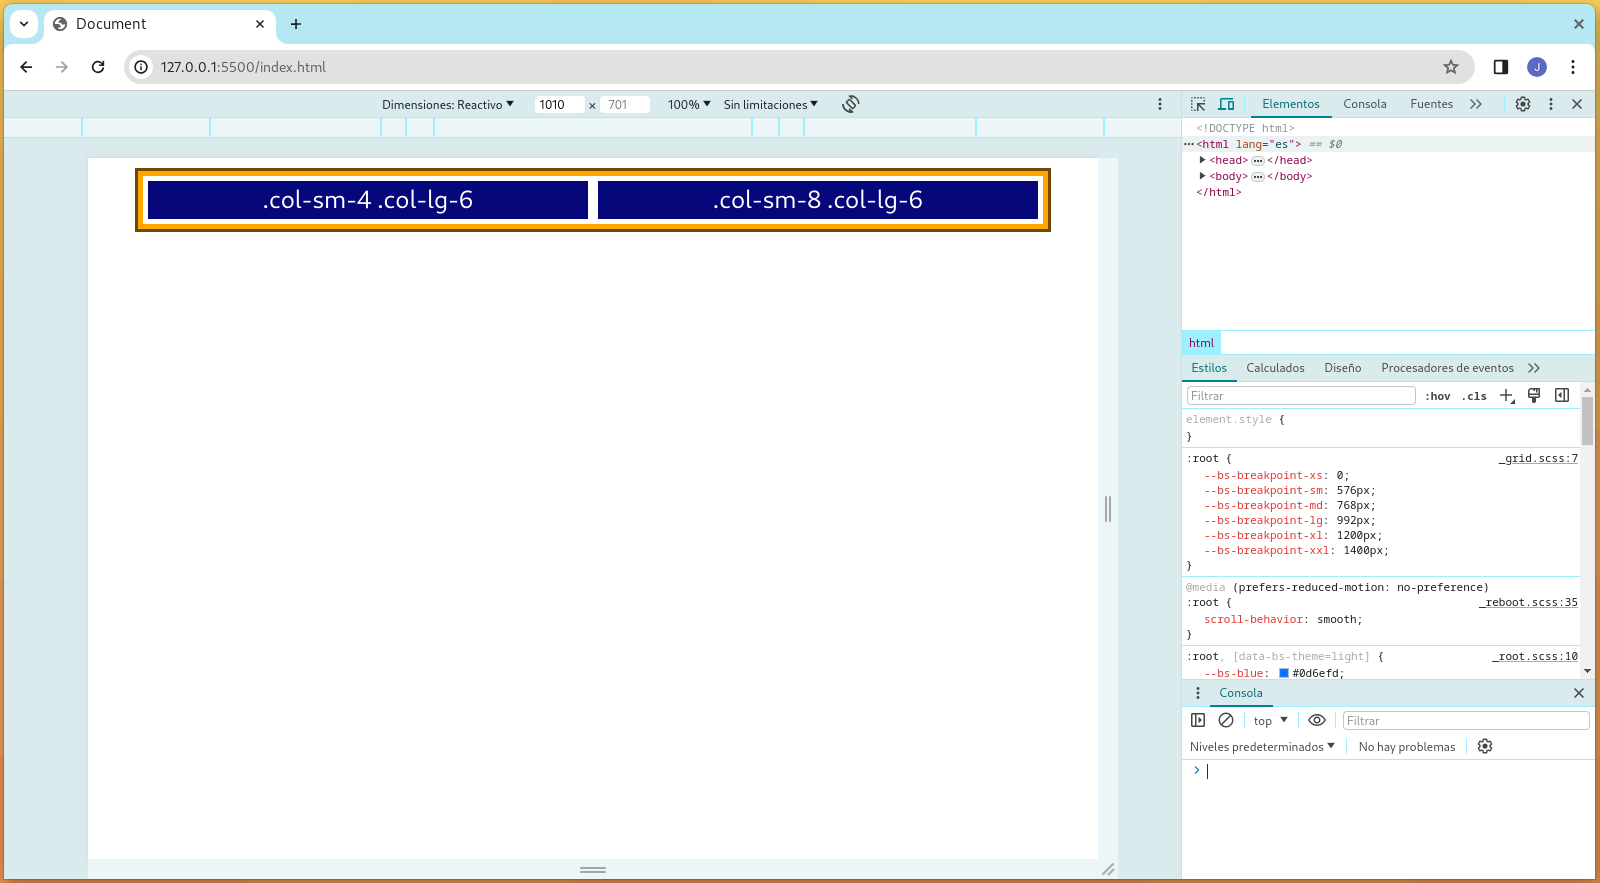 Document
127.0.0.1:5500/index.html
Dimensiones: Reactivo 1010 × 701 100% Sin limitaciones
Elementos Consola Fuentes
.col-sm-4 .col-lg-6
.col-sm-8 .col-lg-6
<!DOCTYPE html>
<html lang="es"> == $0
<head> </head>
<body> </body>
</html>
html
Estilos Calculados Diseño Procesadores de eventos
Filtrar :hov .cls
element.style {
}
:root { _grid.scss:7
--bs-breakpoint-xs: 0;
--bs-breakpoint-sm: 576px;
--bs-breakpoint-md: 768px;
--bs-breakpoint-lg: 992px;
--bs-breakpoint-xl: 1200px;
--bs-breakpoint-xxl: 1400px;
}
@media (prefers-reduced-motion: no-preference)
:root { _reboot.scss:35
scroll-behavior: smooth;
}
:root, [data-bs-theme=light] { _root.scss:10
--bs-blue: #0d6efd;
Consola
top Filtrar
Niveles predeterminados No hay problemas
J